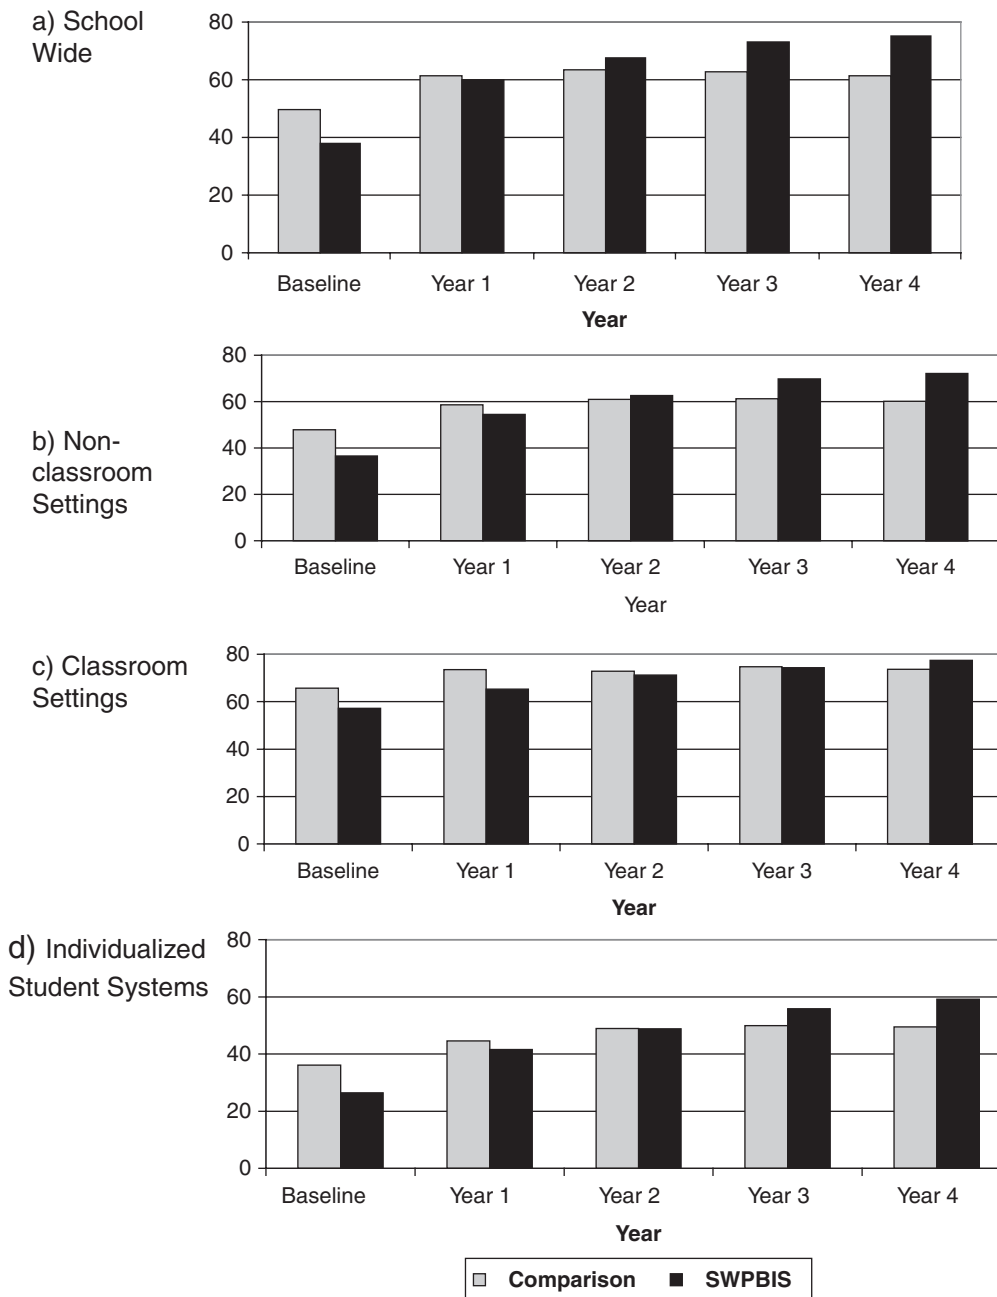 a) School
Wide
80
60
40
20
0
Baseline Year 1 Year 2 Year 3 Year 4
Year
b) Non-
classroom
Settings
80
60
40
20
0
Baseline Year 1 Year 2 Year 3 Year 4
Year
c) Classroom
Settings
80
60
40
20
0
Baseline Year 1 Year 2 Year 3 Year 4
Year
d) Individualized
Student Systems
80
60
40
20
0
Baseline Year 1 Year 2 Year 3 Year 4
Year
Comparison SWPBIS